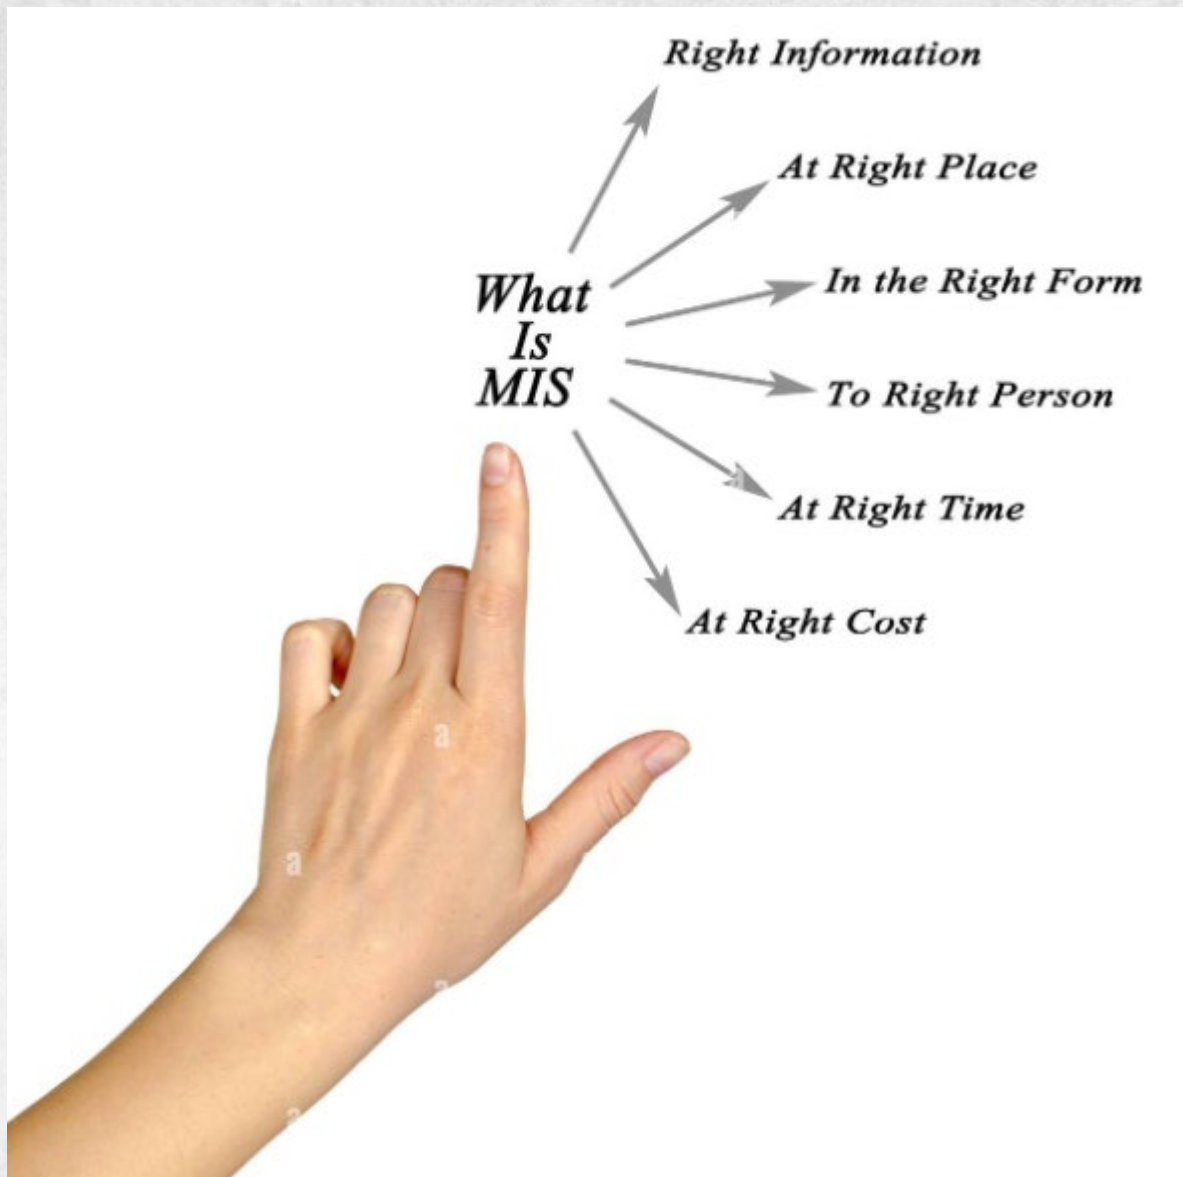 Right Information
At Right Place
In the Right Form
What
Is
MIS
To Right Person
At Right Time
At Right Cost
a
a
a
a
a